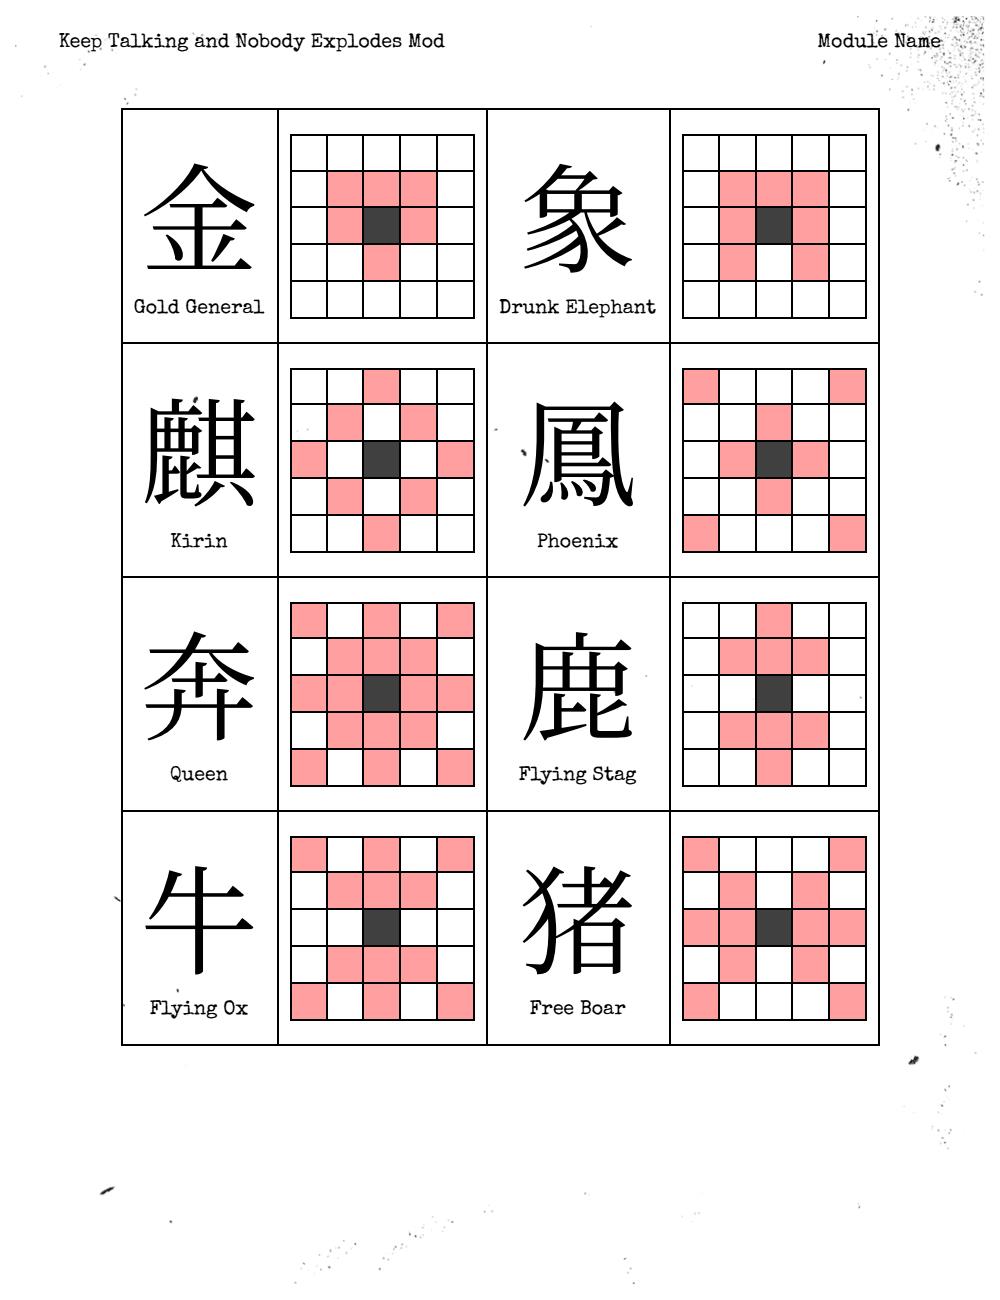 Keep Talking and Nobody Explodes Mod
Module Name
金
Gold General
象
Drunk Elephant
麒
Kirin
鳳
Phoenix
奔
Queen
鹿
Flying Stag
牛
Flying Ox
猪
Free Boar